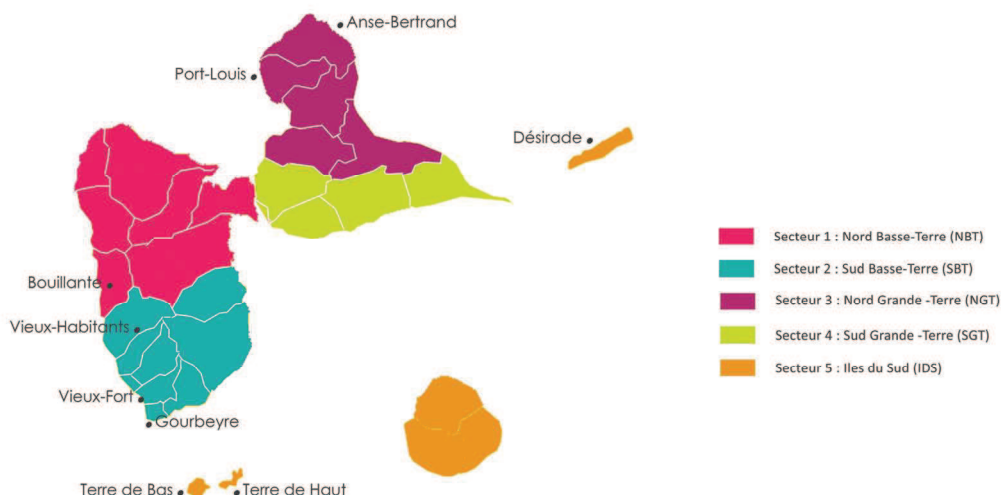 Anse-Bertrand
Port-Louis
Désirade
Bouillante
Vieux-Habitants
Vieux-Fort
Gourbeyre
Terre de Bas
Terre de Haut
Secteur 1 : Nord Basse-Terre (NBT)
Secteur 2 : Sud Basse-Terre (SBT)
Secteur 3 : Nord Grande -Terre (NGT)
Secteur 4 : Sud Grande -Terre (SGT)
Secteur 5 : Iles du Sud (IDS)